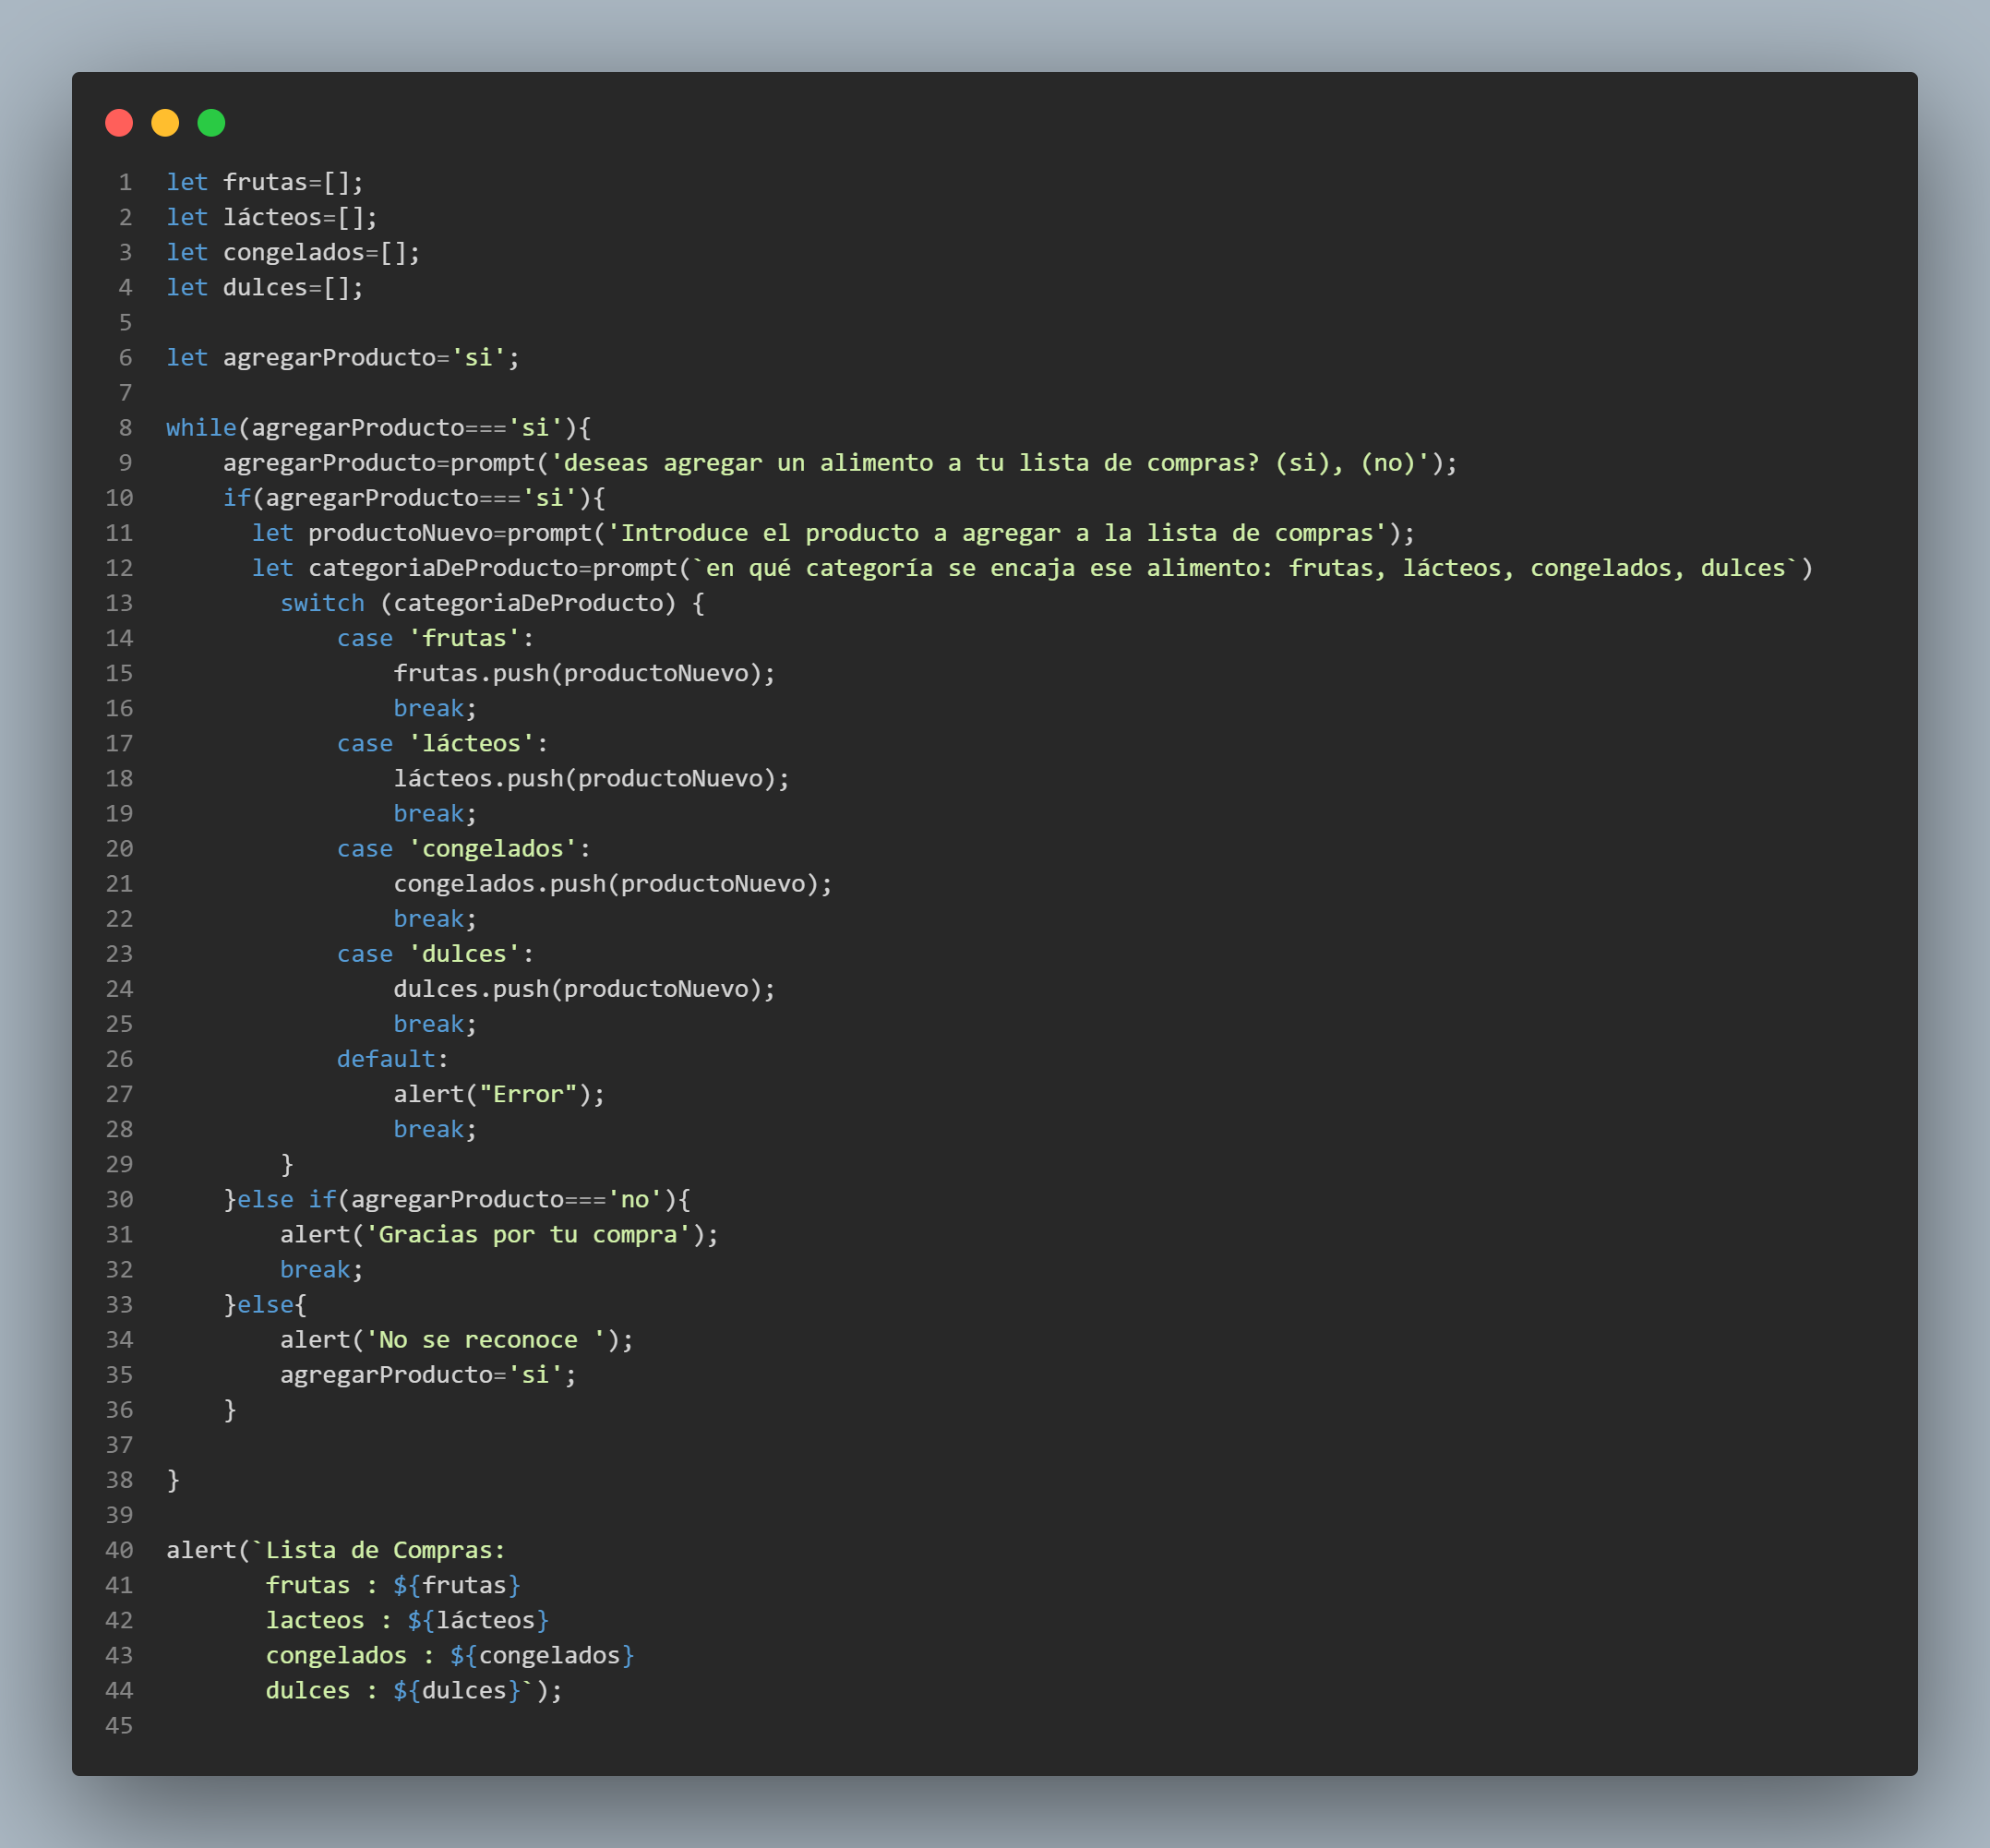 1 let frutas=[];
2 let lácteos=[];
3 let congelados=[];
4 let dulces=[];
5
6 let agregarProducto='si';
7
8 while(agregarProducto==='si'){
9     agregarProducto=prompt('deseas agregar un alimento a tu lista de compras? (si), (no)');
10     if(agregarProducto==='si'){
11       let productoNuevo=prompt('Introduce el producto a agregar a la lista de compras');
12       let categoriaDeProducto=prompt(`en qué categoría se encaja ese alimento: frutas, lácteos, congelados, dulces`)
13         switch (categoriaDeProducto) {
14             case 'frutas':
15                 frutas.push(productoNuevo);
16                 break;
17             case 'lácteos':
18                 lácteos.push(productoNuevo);
19                 break;
20             case 'congelados':
21                 congelados.push(productoNuevo);
22                 break;
23             case 'dulces':
24                 dulces.push(productoNuevo);
25                 break;
26             default:
27                 alert("Error");
28                 break;
29         }
30     }else if(agregarProducto==='no'){
31         alert('Gracias por tu compra');
32         break;
33     }else{
34         alert('No se reconoce ');
35         agregarProducto='si';
36     }
37
38 }
39
40 alert(`Lista de Compras:
41        frutas : ${frutas}
42        lacteos : ${lácteos}
43        congelados : ${congelados}
44        dulces : ${dulces}`);
45